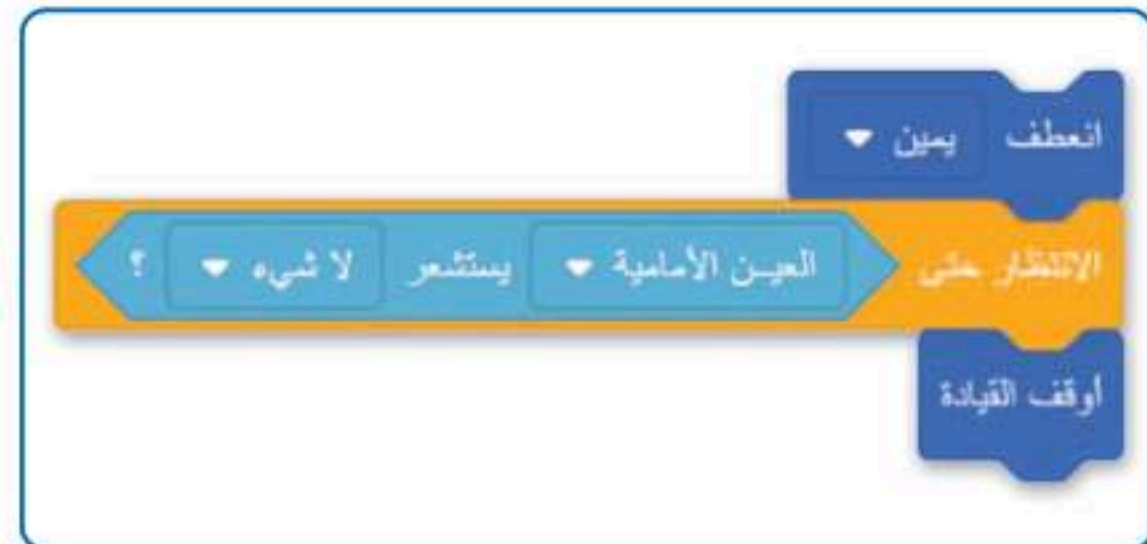 انعطف يمين
الانتظار حتى العين الأمامية يستشعر لا شيء ؟
أوقف القيادة